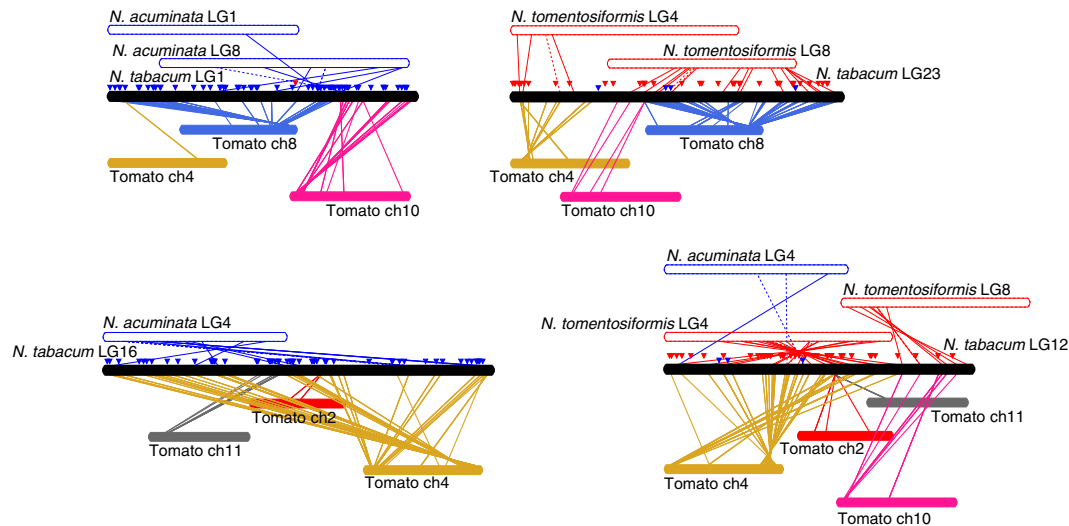 N. acuminata LG1
N. acuminata LG8
N. tabacum LG1
Tomato ch8
Tomato ch4
Tomato ch10
N. tomentosiformis LG4
N. tomentosiformis LG8
N. tabacum LG23
Tomato ch8
Tomato ch4
Tomato ch10
N. acuminata LG4
N. tabacum LG16
Tomato ch2
Tomato ch11
Tomato ch4
N. acuminata LG4
N. tomentosiformis LG8
N. tomentosiformis LG4
N. tabacum LG12
Tomato ch11
Tomato ch2
Tomato ch4
Tomato ch10